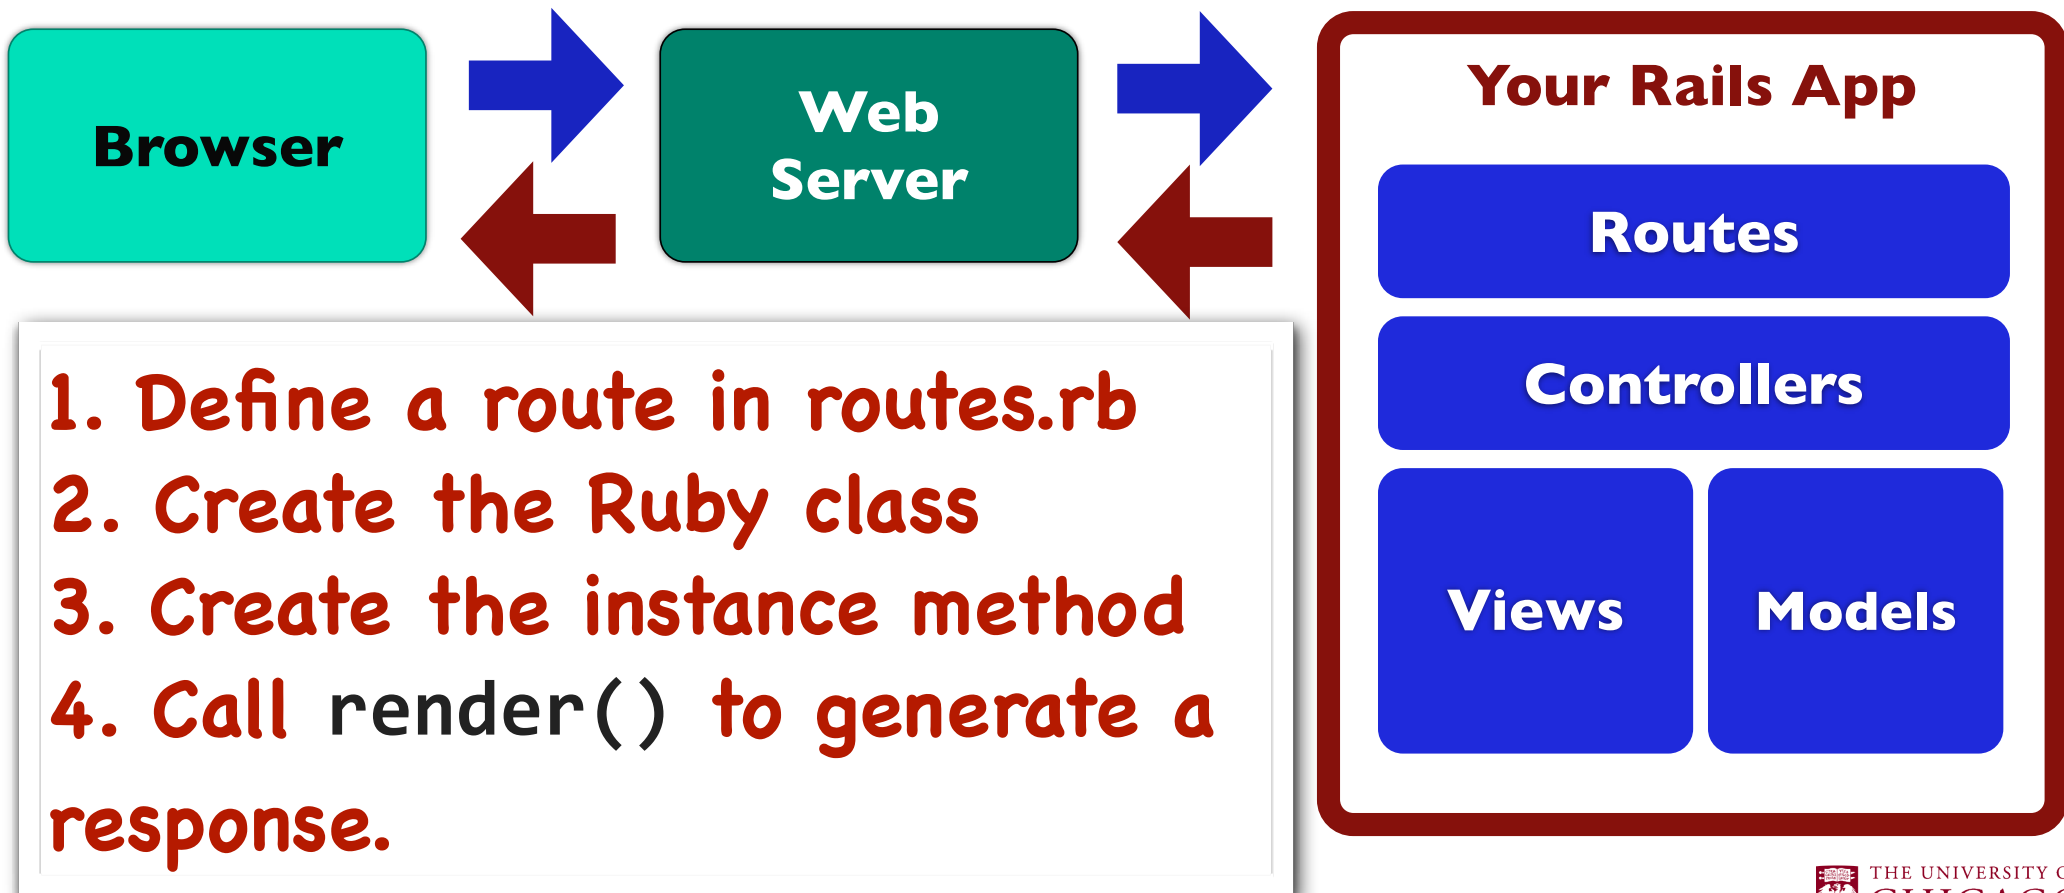 Browser
Web
Server
Your Rails App
Routes
Controllers
Views
Models
1. Define a route in routes.rb
2. Create the Ruby class
3. Create the instance method
4. Call render() to generate a
response.
THE UNIVERSITY